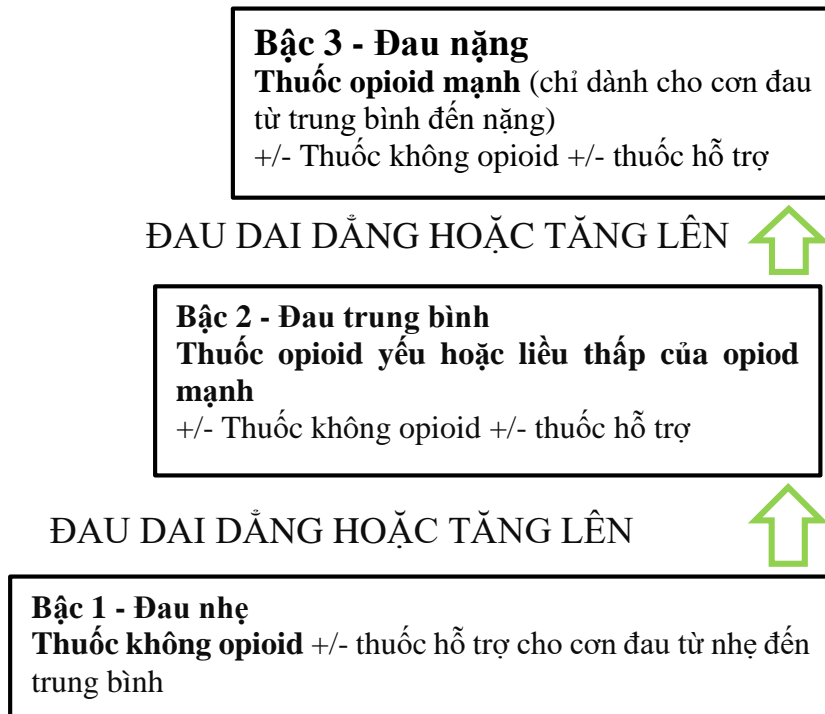 Bậc 3 - Đau nặng
Thuốc opioid mạnh (chỉ dành cho cơn đau
từ trung bình đến nặng)
+/- Thuốc không opioid +/- thuốc hỗ trợ
ĐAU DAI DẲNG HOẶC TĂNG LÊN
Bậc 2 - Đau trung bình
Thuốc opioid yếu hoặc liều thấp của opiod
mạnh
+/- Thuốc không opioid +/- thuốc hỗ trợ
ĐAU DAI DẲNG HOẶC TĂNG LÊN
Bậc 1 - Đau nhẹ
Thuốc không opioid +/- thuốc hỗ trợ cho cơn đau từ nhẹ đến
trung bình